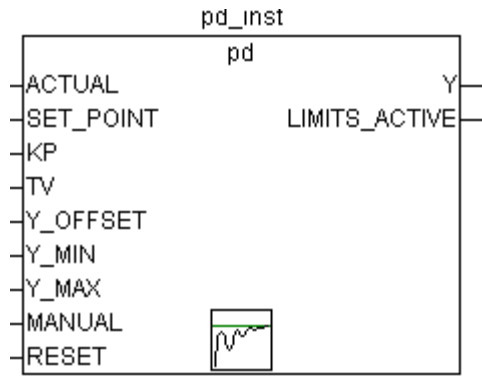 pd_inst
pd
ACTUAL Y
SET_POINT LIMITS_ACTIVE
KP
TV
Y_OFFSET
Y_MIN
Y_MAX
MANUAL
RESET